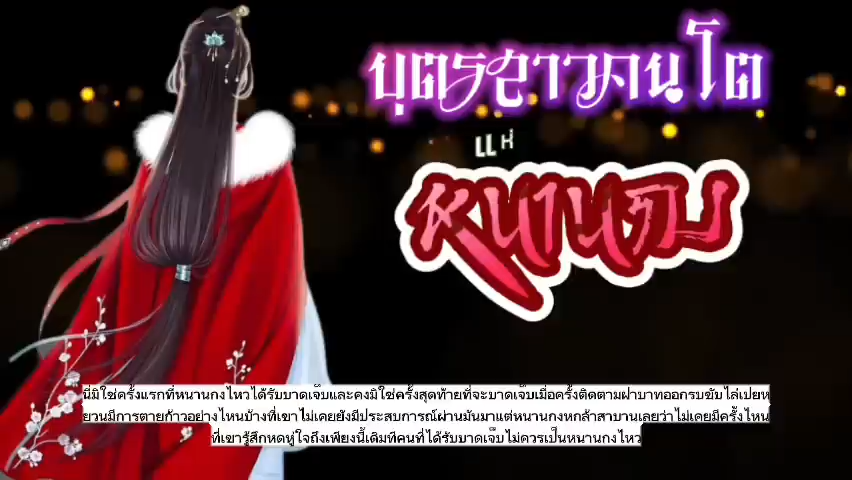 บุตรสาวคนโต
แห่
หนานกง
นี่มิใช่ครั้งแรกที่หนานกงไหวได้รับบาดเจ็บและคงมิใช่ครั้งสุดท้ายที่จะบาดเจ็บเมื่อครั้งติดตามฝ่าบาทออกรบขับไล่เปยห
ยวนมีการตายก้าวอย่างไหนบ้างที่เขาไม่เคยยังมีประสบการณ์ผ่านมันมาแต่หนานกงหกล้าสาบานเลยว่าไม่เคยมีครั้งไหน
ที่เขารู้สึกหดหู่ใจถึงเพียงนี้เดิมทีคนที่ได้รับบาดเจ็บไม่ควรเป็นหนานกงไหว